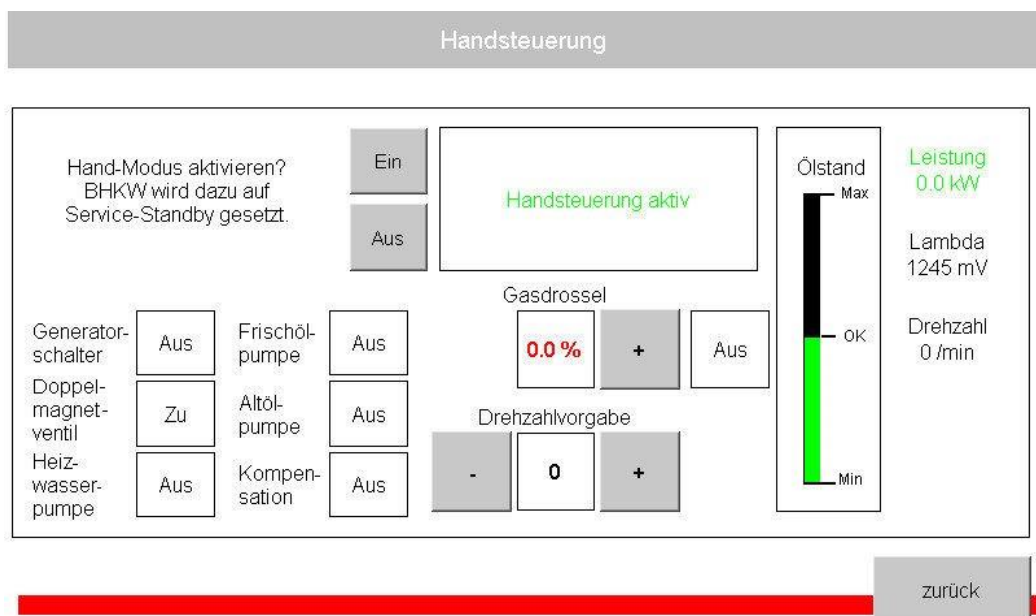 Handsteuerung
Hand-Modus aktivieren?
BHKW wird dazu auf
Service-Standby gesetzt.
Ein
Aus
Handsteuerung aktiv
Ölstand
Max
OK
Min
Leistung
0.0 kW
Lambda
1245 mV
Drehzahl
0 /min
Gasdrossel
0.0 %
+
Aus
Generator-
schalter
Aus
Frischöl-
pumpe
Aus
Doppel-
magnet-
ventil
Zu
Altöl-
pumpe
Aus
Drehzahlvorgabe
-
0
+
Heiz-
wasser-
pumpe
Aus
Kompen-
sation
Aus
zurück